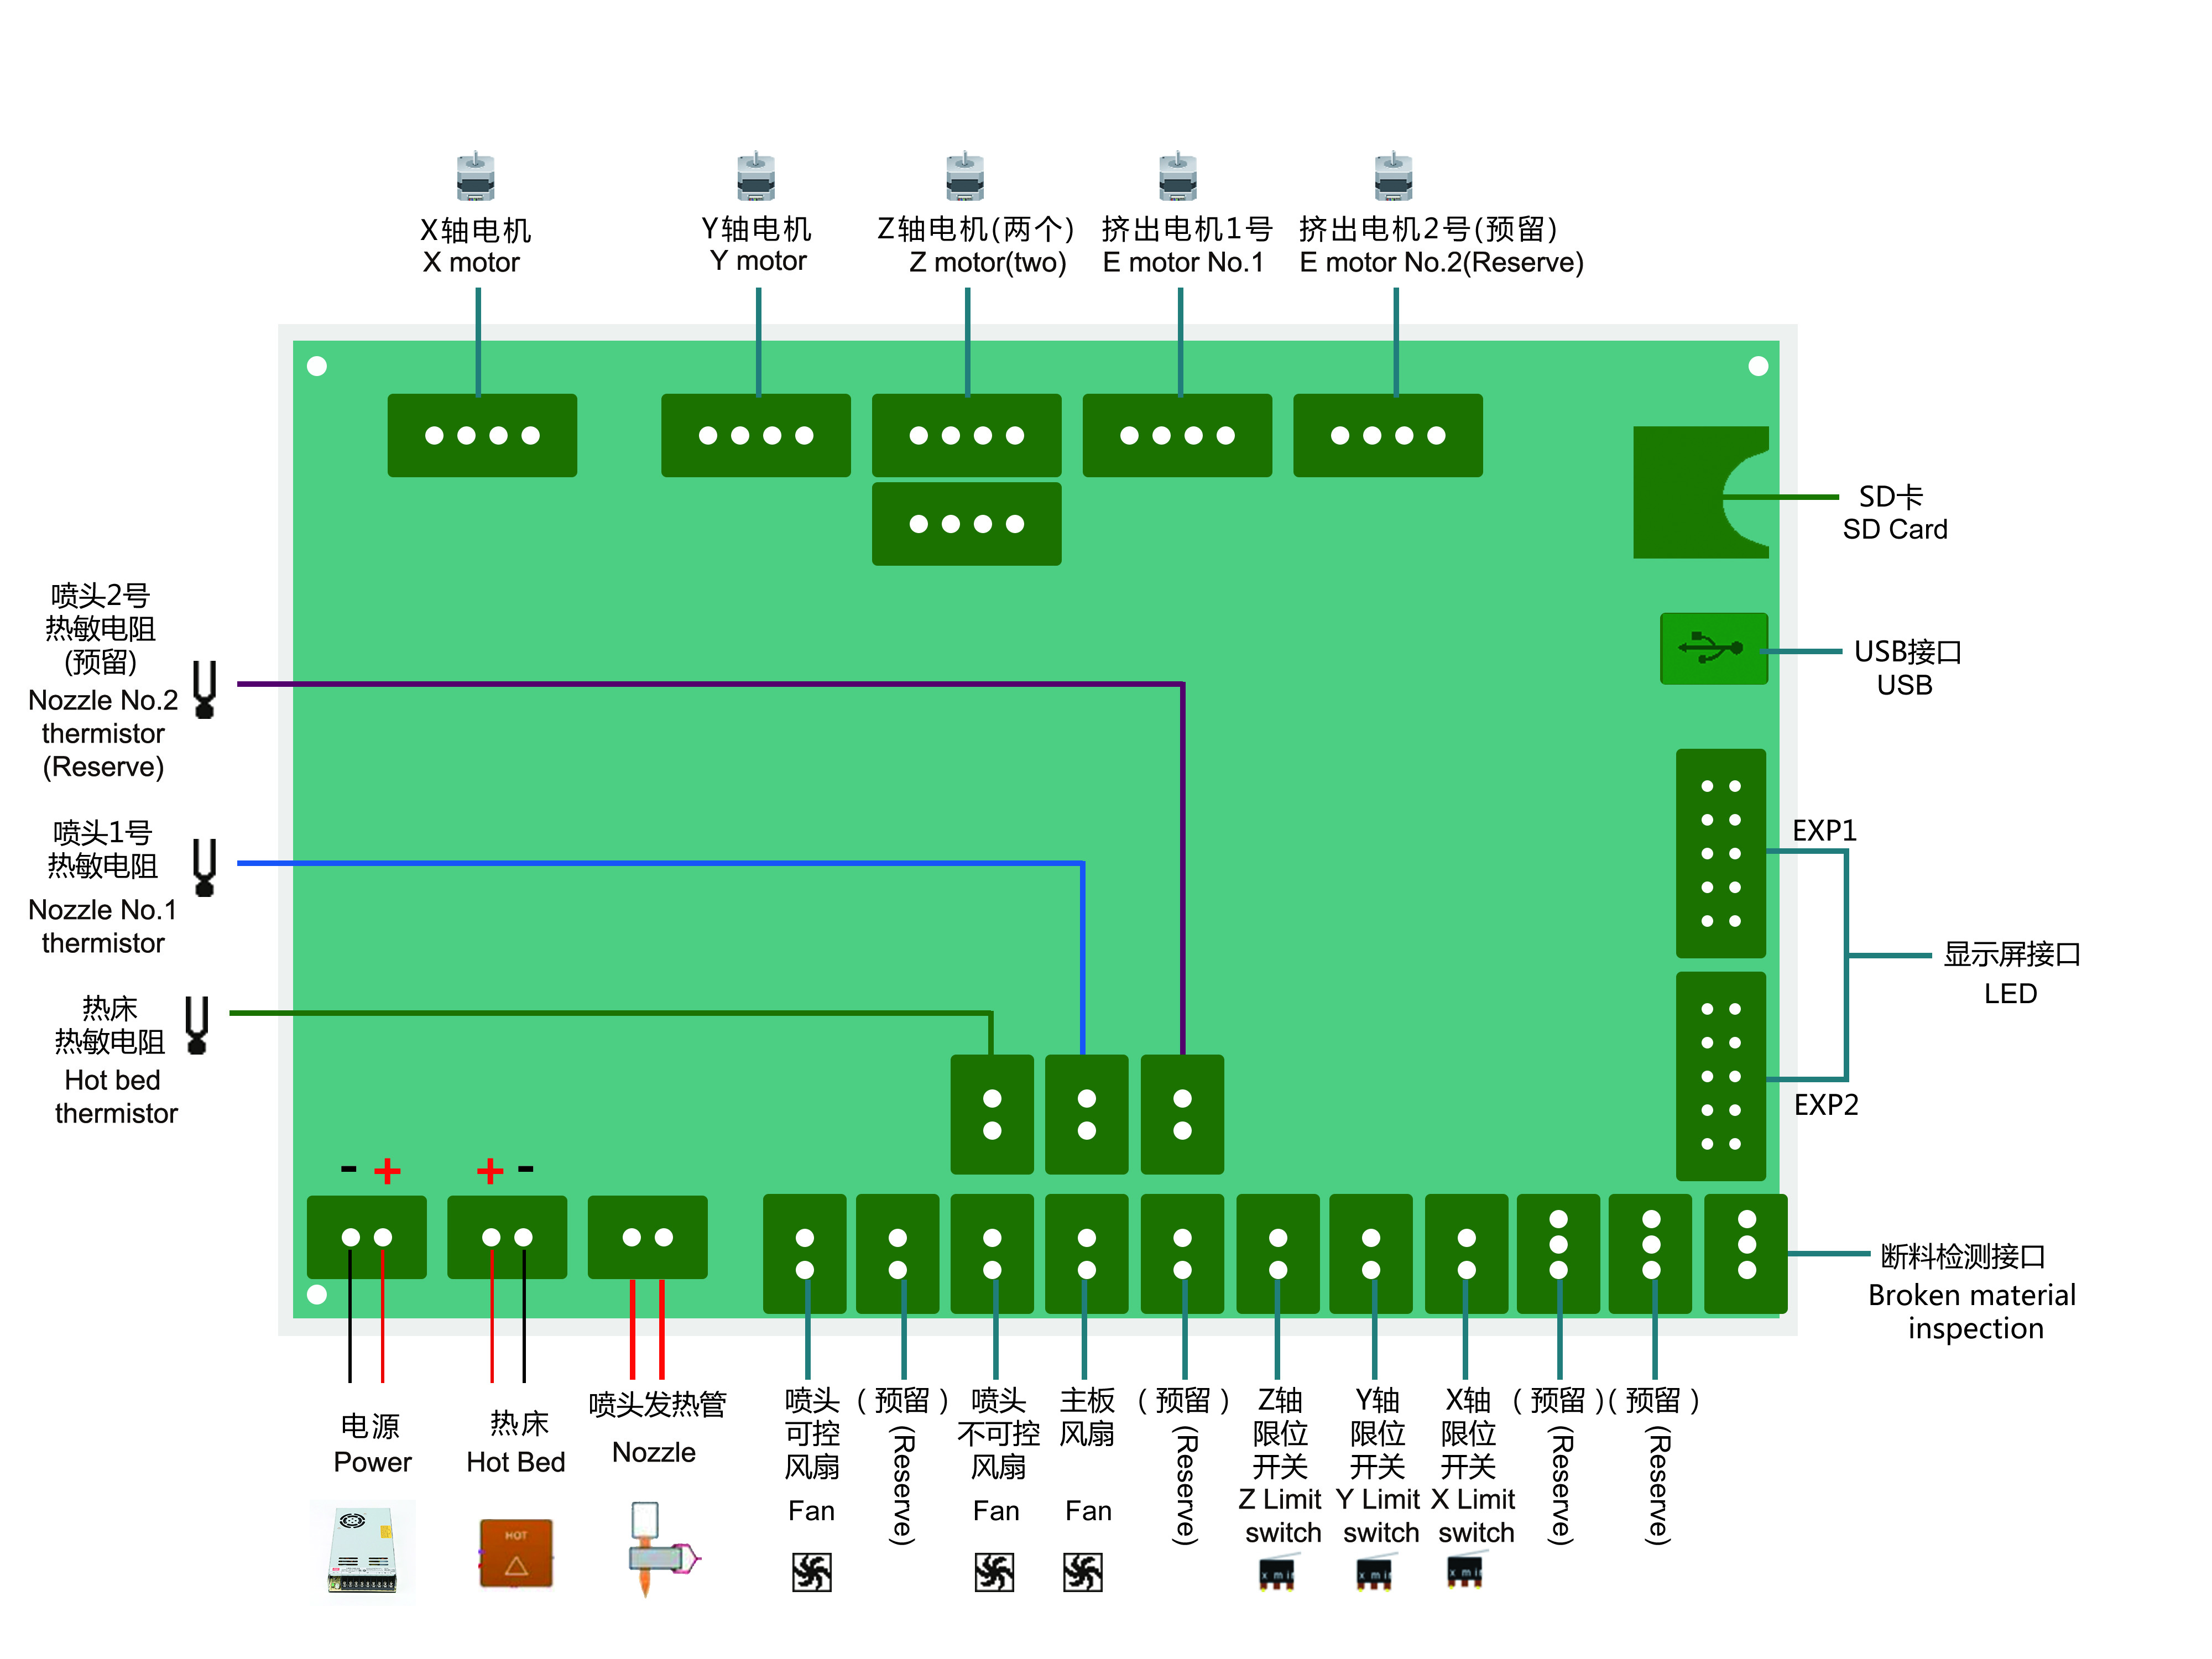 X轴电机
X motor
Y轴电机
Y motor
Z轴电机(两个)
Z motor(two)
挤出电机1号
E motor No.1
挤出电机2号(预留)
E motor No.2(Reserve)
SD卡
SD Card
USB接口
USB
EXP1
显示屏接口
LED
EXP2
断料检测接口
Broken material
inspection
喷头2号
热敏电阻
(预留)
Nozzle No.2
thermistor
(Reserve)
喷头1号
热敏电阻
Nozzle No.1
thermistor
热床
热敏电阻
Hot bed
thermistor
- +
+ -
电源
Power
热床
Hot Bed
HOT
喷头发热管
Nozzle
喷头
可控
风扇
Fan
(预留)
(Reserve)
喷头
不可控
风扇
Fan
主板
风扇
Fan
(预留)
(Reserve)
Z轴
限位
开关
Z Limit
switch
Y轴
限位
开关
Y Limit
switch
X轴
限位
开关
X Limit
switch
(预留)
(Reserve)
(预留)
(Reserve)